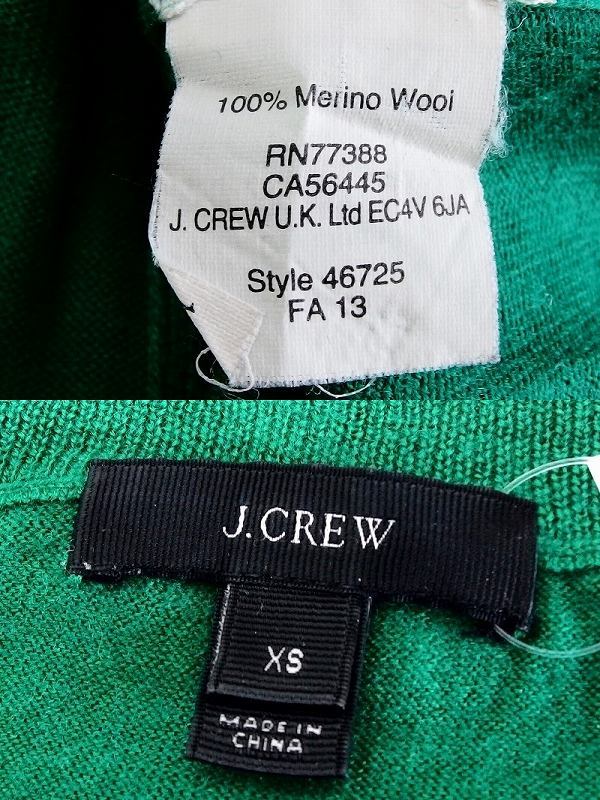 100% Merino Wool
RN77388
CA56445
J. CREW U.K. Ltd EC4V 6JA
Style 46725
FA 13
J.CREW
XS
MADE IN
CHINA